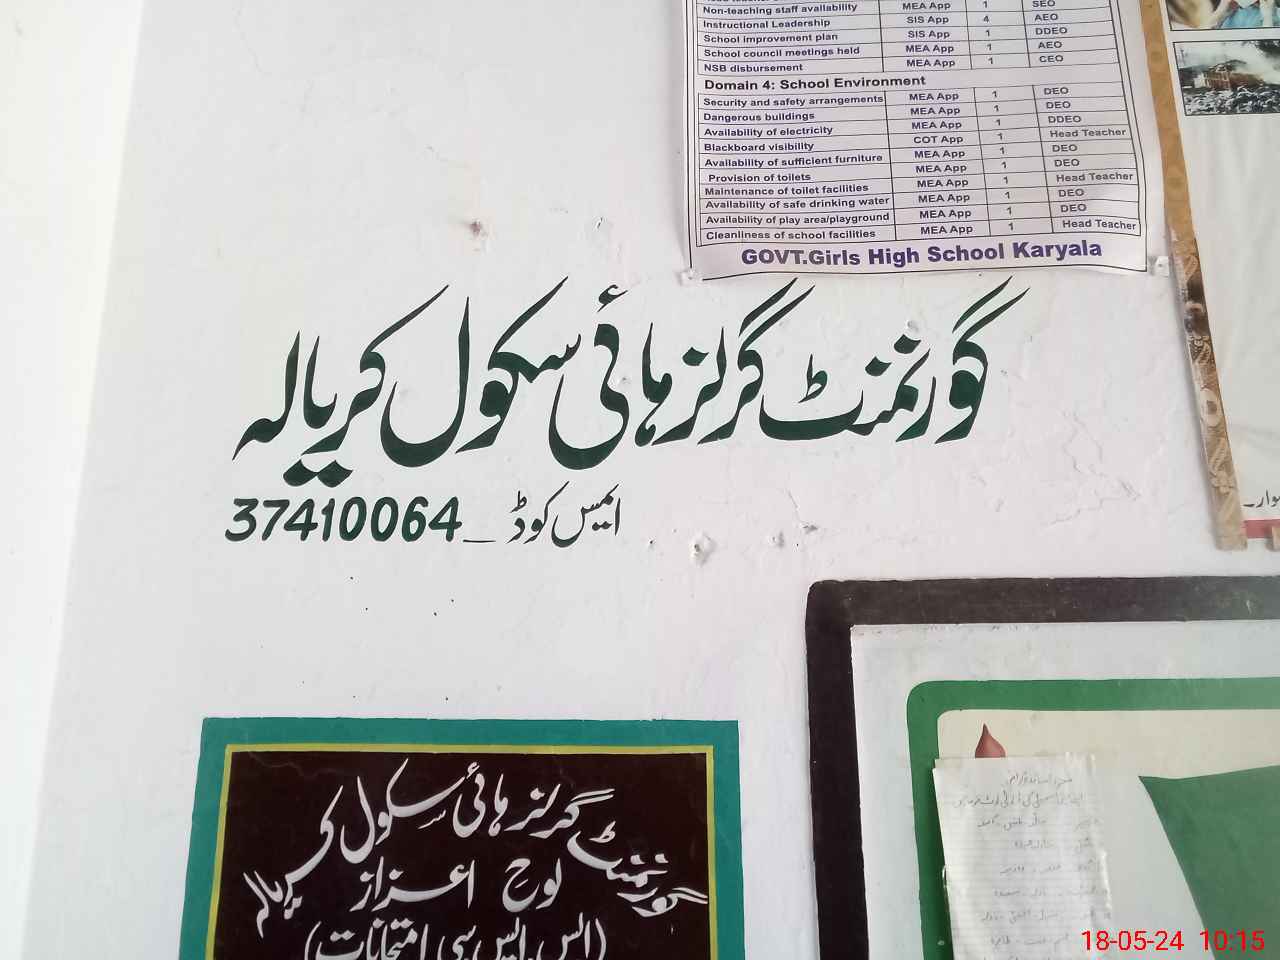 Non-teaching staff availability MEA App 1 SEO
Instructional Leadership SIS App 4 AEO
School improvement plan SIS App 1 DDEO
School council meetings held MEA App 1 AEO
NSB disbursement MEA App 1 CEO
Domain 4: School Environment
Security and safety arrangements MEA App 1 DEO
Dangerous buildings MEA App 1 DEO
Availability of electricity MEA App 1 DDEO
Blackboard visibility COT App 1 Head Teacher
Availability of sufficient furniture MEA App 1 DEO
Provision of toilets MEA App 1 DEO
Maintenance of toilet facilities MEA App 1 Head Teacher
Availability of safe drinking water MEA App 1 DEO
Availability of play area/playground MEA App 1 DEO
Cleanliness of school facilities MEA App 1 Head Teacher
GOVT.Girls High School Karyala
گورنمنٹ گرلز ہائی سکول کریالہ
ایمس کوڈ _ 37410064
گورنمنٹ گرلز ہائی سکول کریالہ کی
لوحِ اعزاز
(ایس ایس سی امتحانات)
18-05-24 10:15